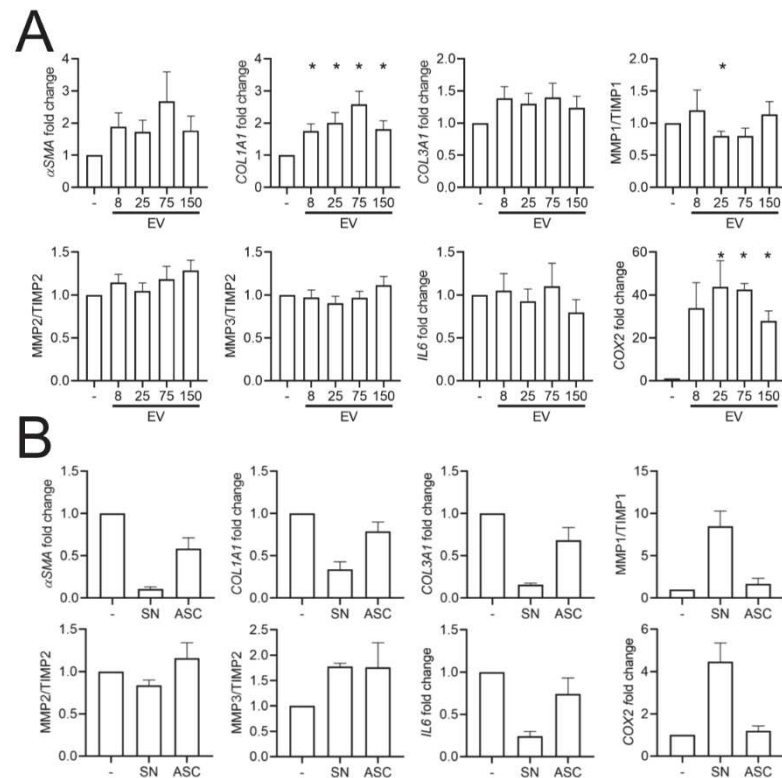 A
αSMA fold change
4
3
2
1
0
- 8 25 75 150
EV
COL1A1 fold change
* * * *
4
3
2
1
0
- 8 25 75 150
EV
COL3A1 fold change
2.0
1.5
1.0
0.5
0.0
- 8 25 75 150
EV
MMP1/TIMP1
*
2.0
1.5
1.0
0.5
0.0
- 8 25 75 150
EV
MMP2/TIMP2
1.5
1.0
0.5
0.0
- 8 25 75 150
EV
MMP3/TIMP2
1.5
1.0
0.5
0.0
- 8 25 75 150
EV
IL6 fold change
1.5
1.0
0.5
0.0
- 8 25 75 150
EV
COX2 fold change
* * *
60
40
20
0
- 8 25 75 150
EV
B
αSMA fold change
1.5
1.0
0.5
0.0
- SN ASC
COL1A1 fold change
1.5
1.0
0.5
0.0
- SN ASC
COL3A1 fold change
1.5
1.0
0.5
0.0
- SN ASC
MMP1/TIMP1
15
10
5
0
- SN ASC
MMP2/TIMP2
1.5
1.0
0.5
0.0
- SN ASC
MMP3/TIMP2
2.5
2.0
1.5
1.0
0.5
0.0
- SN ASC
IL6 fold change
1.5
1.0
0.5
0.0
- SN ASC
COX2 fold change
6
4
2
0
- SN ASC